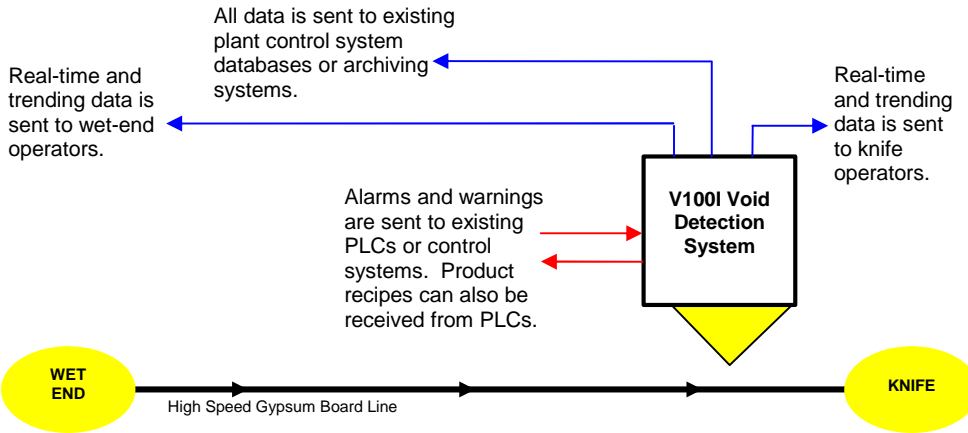 All data is sent to existing
plant control system
databases or archiving
systems.
Real-time and
trending data is
sent to wet-end
operators.
Real-time
and trending
data is sent
to knife
operators.
Alarms and warnings
are sent to existing
PLCs or control
systems.  Product
recipes can also be
received from PLCs.
V100I Void
Detection
System
WET
END
High Speed Gypsum Board Line
KNIFE